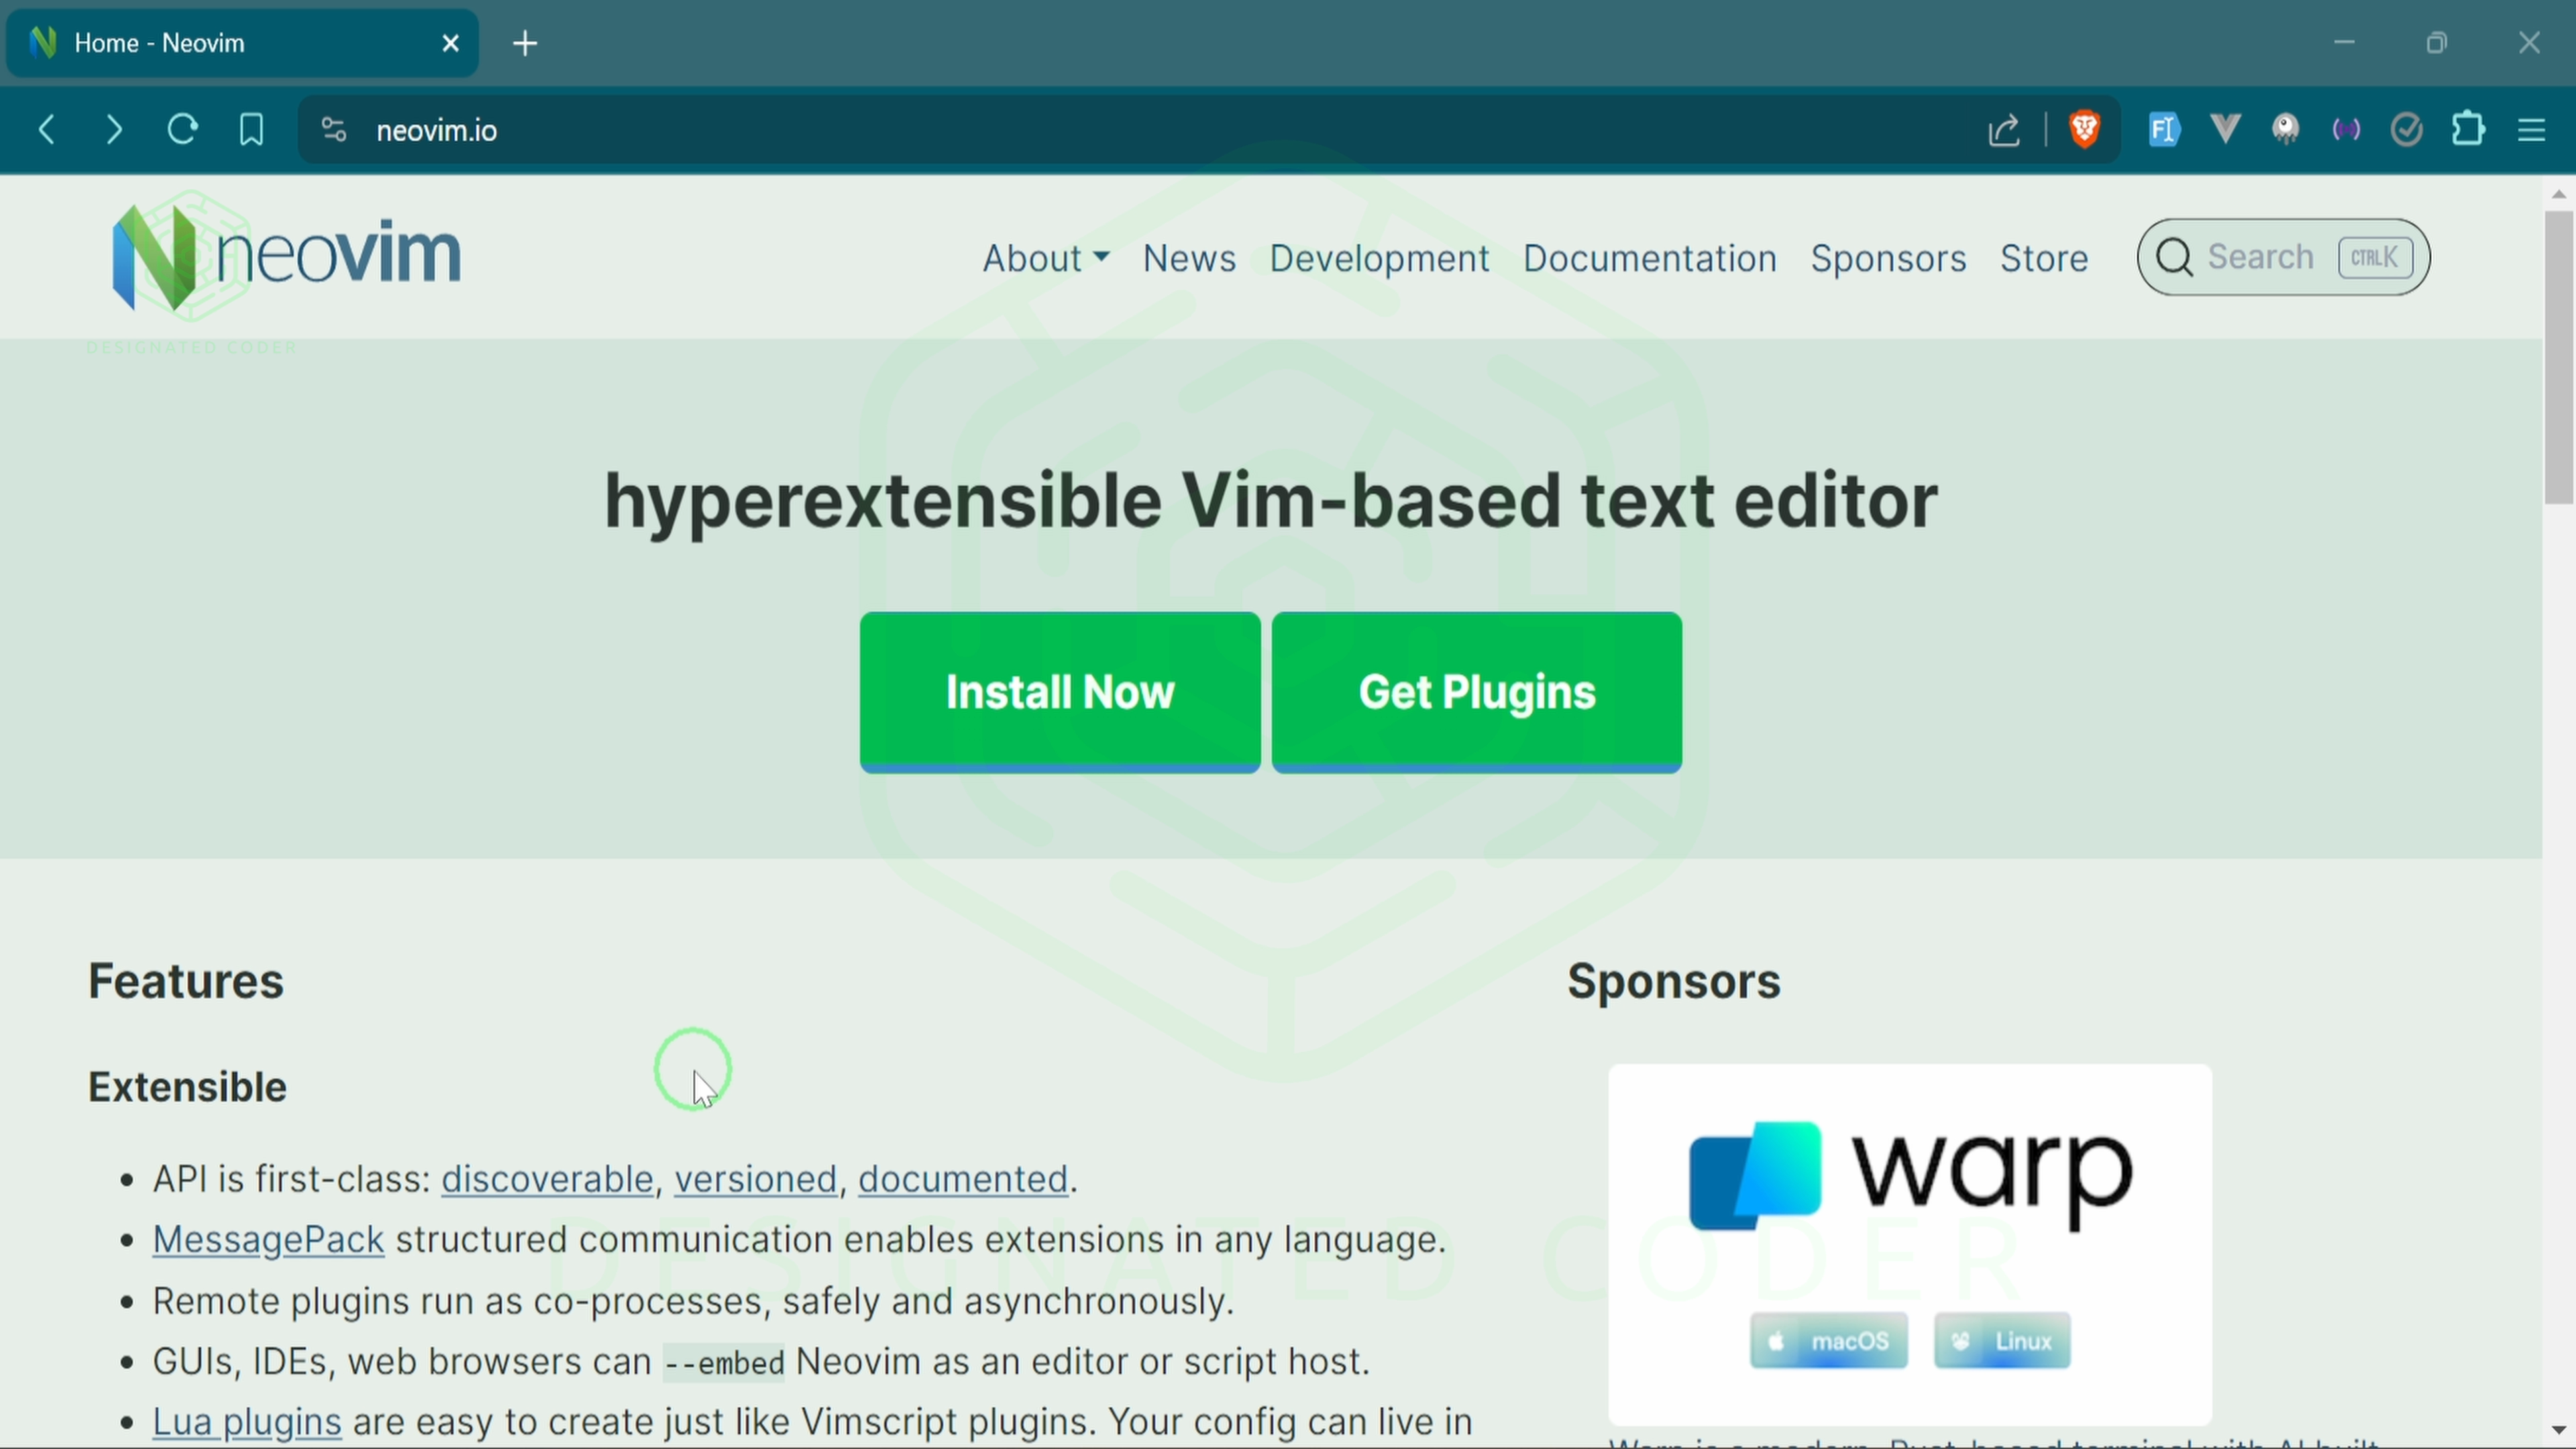 Home - Neovim
neovim.io
neovim
About News Development Documentation Sponsors Store Search CTRL K
DESIGNATED CODER
hyperextensible Vim-based text editor
Install Now Get Plugins
Features
Extensible
API is first-class: discoverable, versioned, documented.
MessagePack structured communication enables extensions in any language.
Remote plugins run as co-processes, safely and asynchronously.
GUIs, IDEs, web browsers can --embed Neovim as an editor or script host.
Lua plugins are easy to create just like Vimscript plugins. Your config can live in
Sponsors
warp
macOS Linux
DESIGNATED CODER